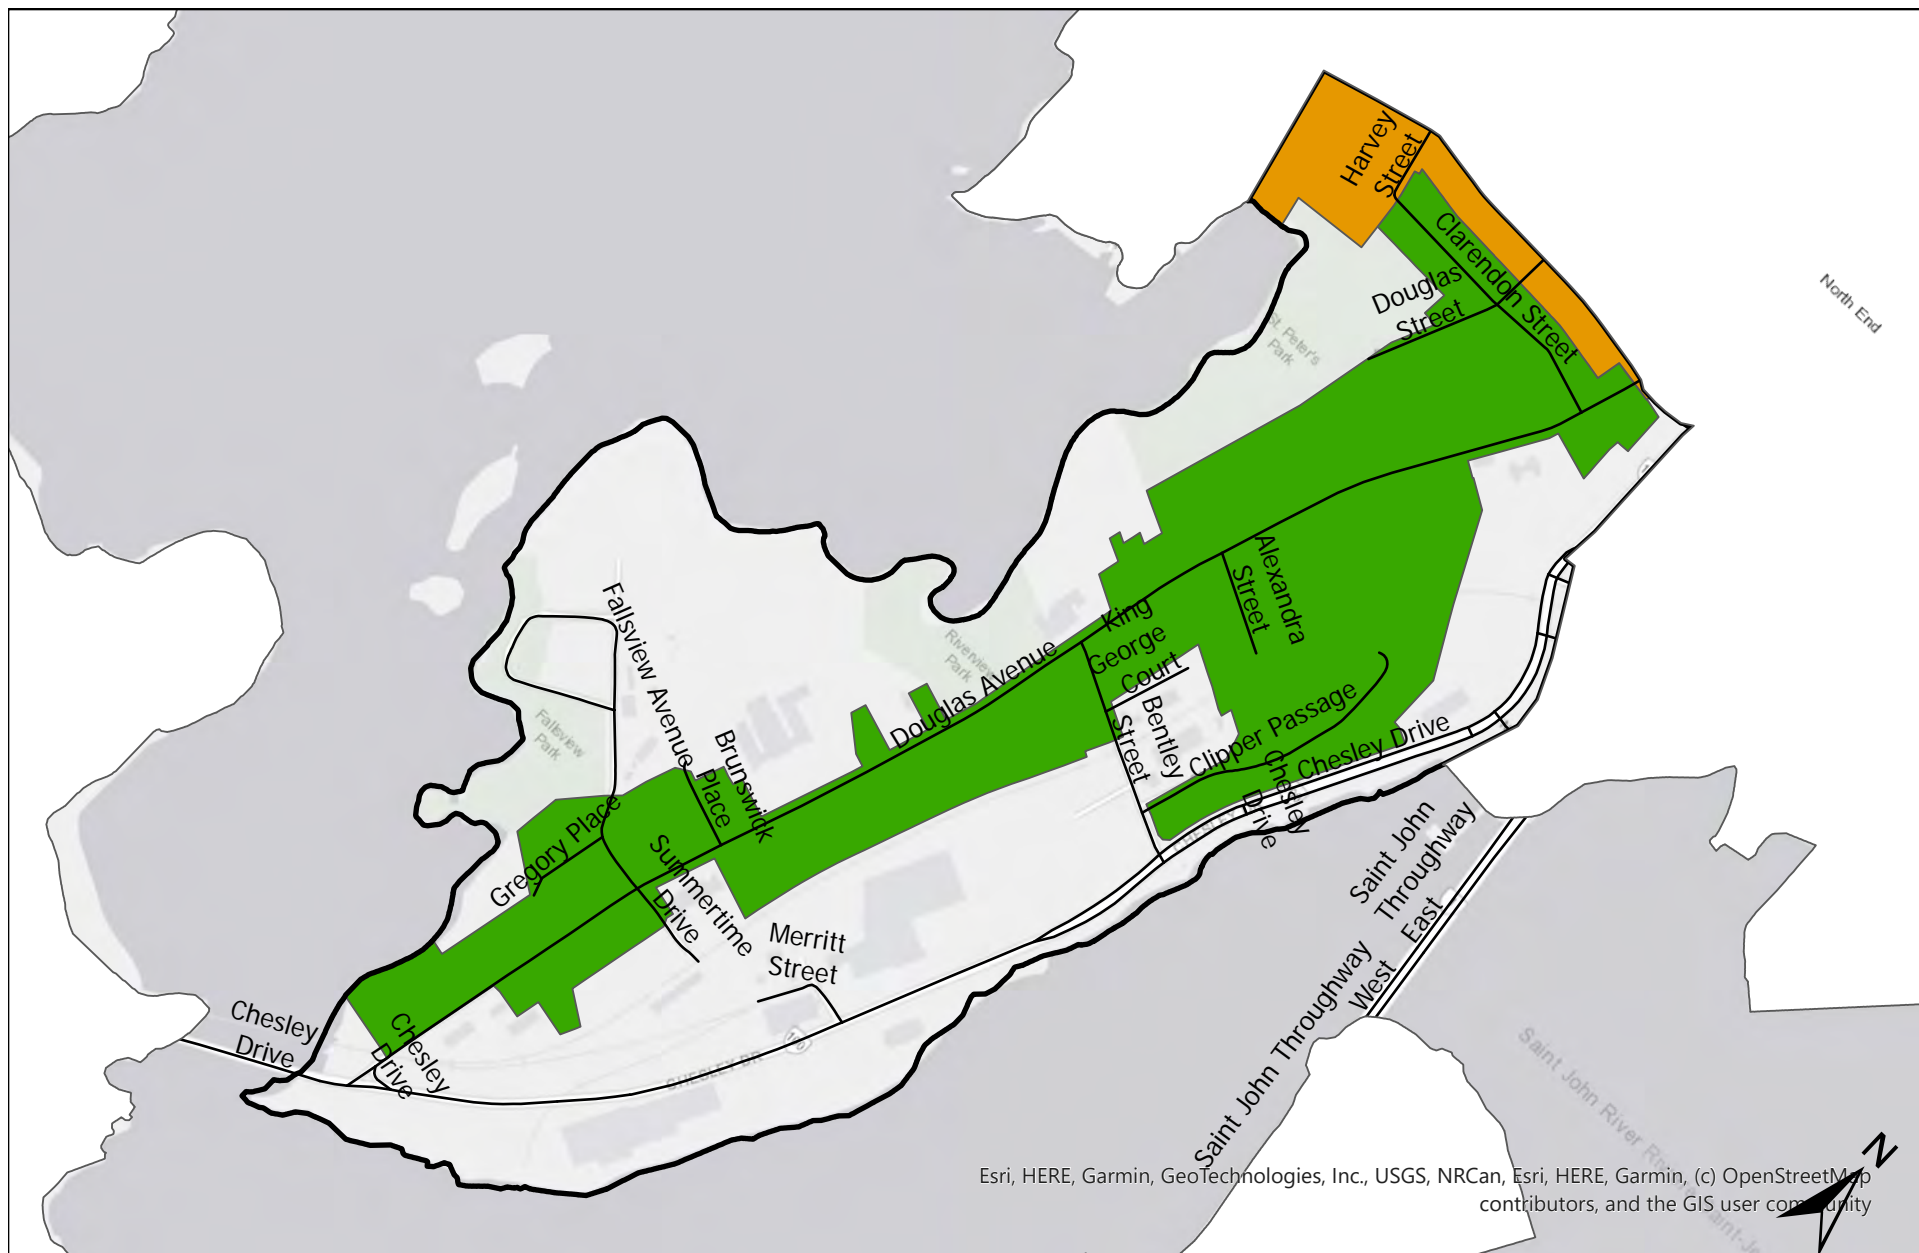 Harvey
Street
Clarendon Street
Douglas
Street
North End
St. Peter's
Park
Alexandra
Street
King
George
Court
Bentley
Street
Fallsview Avenue
Riverview
Park
Douglas Avenue
Fallsview
Park
Brunswick
Place
Clipper Passage
Chesley Drive
Chesley
Drive
CHESLEY
Gregory Place
Summertime
Drive
Merritt
Street
Saint John
Throughway
East
Saint John Throughway
West
Chesley
Drive
Chesley
Drive
100
CHESLEY DR
Saint John River
N
Esri, HERE, Garmin, GeoTechnologies, Inc., USGS, NRCan, Esri, HERE, Garmin, (c) OpenStreetMap
contributors, and the GIS user community